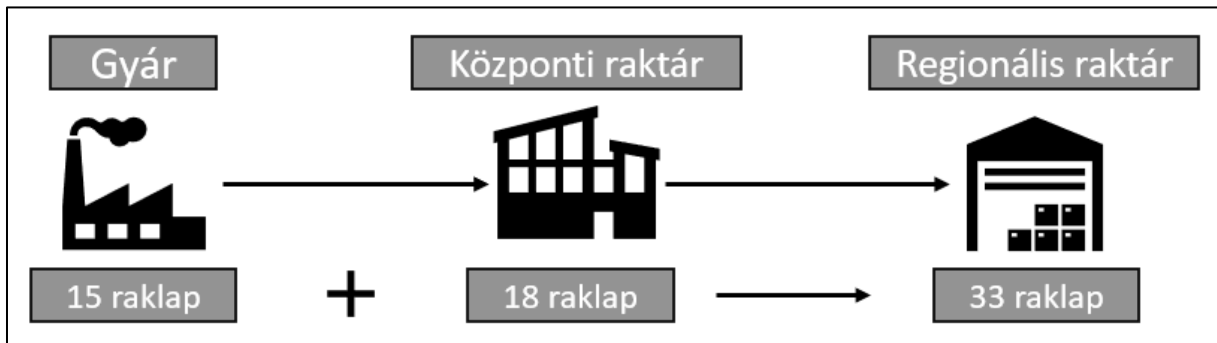 Gyár
Központi raktár
Regionális raktár
15 raklap
+
18 raklap
33 raklap